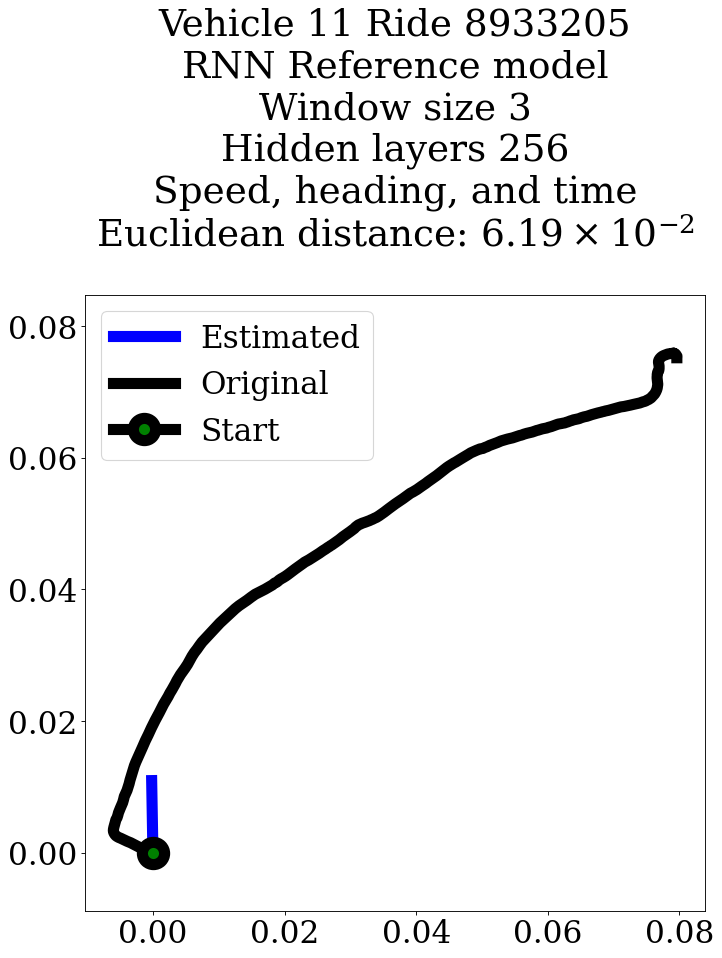 Vehicle 11 Ride 8933205
RNN Reference model
Window size 3
Hidden layers 256
Speed, heading, and time
Euclidean distance: 6.19 × 10⁻²
Estimated
Original
Start
0.08
0.06
0.04
0.02
0.00
0.00 0.02 0.04 0.06 0.08